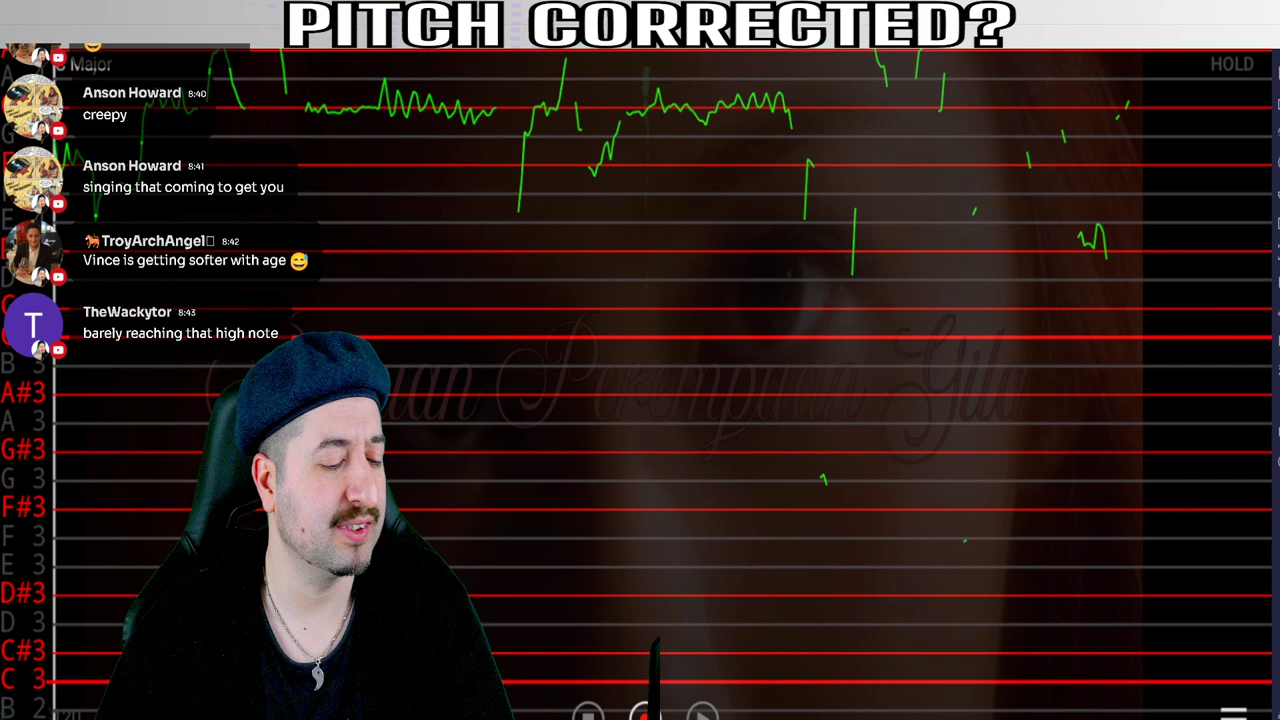 PITCH CORRECTED?
Major
HOLD
A
Anson Howard 8:40
creepy
G
Anson Howard 8:41
singing that coming to get you
E
TroyArchAngel 8:42
Vince is getting softer with age 😅
D
T
TheWackytor 8:43
barely reaching that high note
B 3
A#3
A 3
Perempuan Gila
G#3
G 3
F#3
F 3
E 3
D#3
D 3
C#3
C 3
B 2